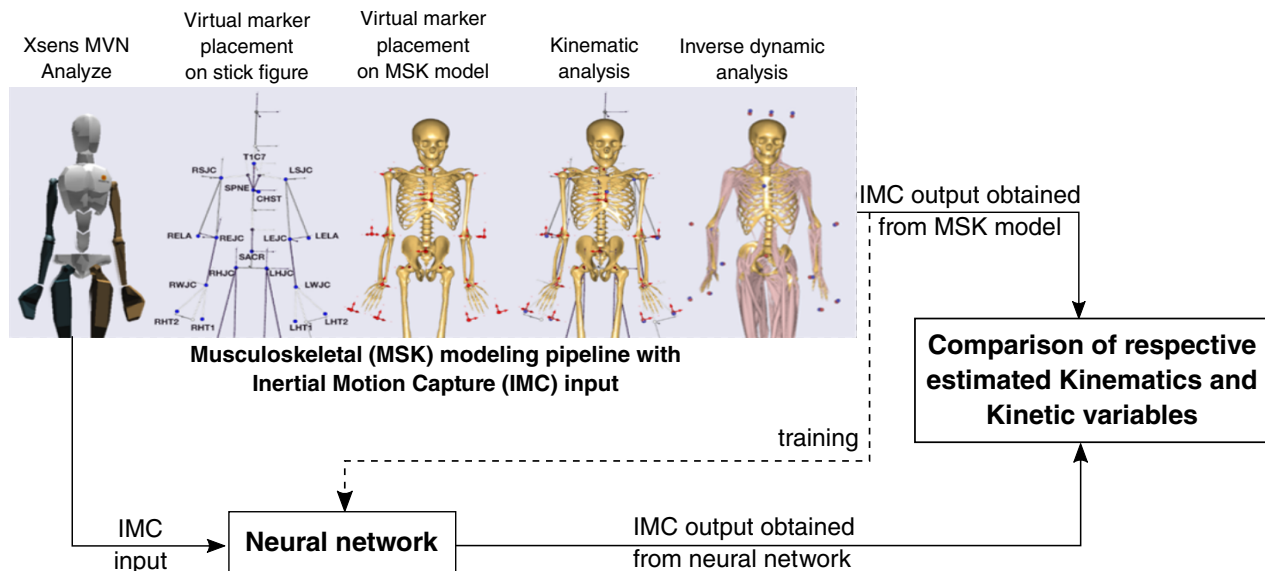 Xsens MVN
Analyze
Virtual marker
placement
on stick figure
Virtual marker
placement
on MSK model
Kinematic
analysis
Inverse dynamic
analysis
T1C7
RSJC
LSJC
SPNE
CHST
RELA
REJC
LEJC
LELA
SACR
RHJC
LHJC
RWJC
LWJC
RHT2
RHT1
LHT1
LHT2
Musculoskeletal (MSK) modeling pipeline with
Inertial Motion Capture (IMC) input
IMC output obtained
from MSK model
Comparison of respective
estimated Kinematics and
Kinetic variables
training
IMC
input
Neural network
IMC output obtained
from neural network